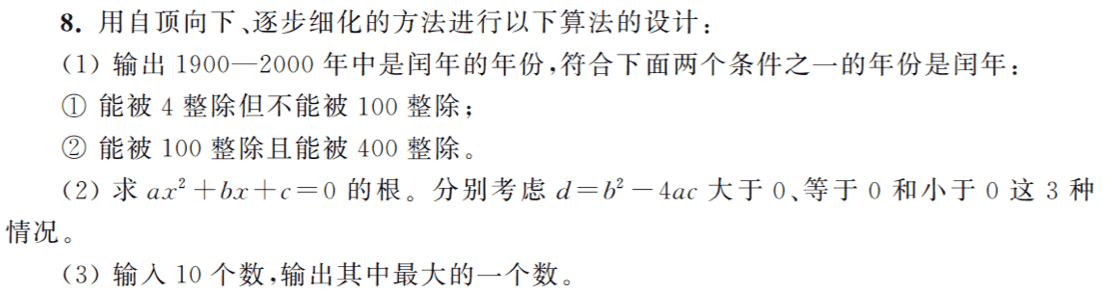 8. 用自顶向下、逐步细化的方法进行以下算法的设计：
（1）输出 1900—2000 年中是闰年的年份，符合下面两个条件之一的年份是闰年：
① 能被 4 整除但不能被 100 整除；
② 能被 100 整除且能被 400 整除。
（2）求 ax²＋bx＋c＝0 的根。分别考虑 d＝b²－4ac 大于 0、等于 0 和小于 0 这 3 种
情况。
（3）输入 10 个数，输出其中最大的一个数。